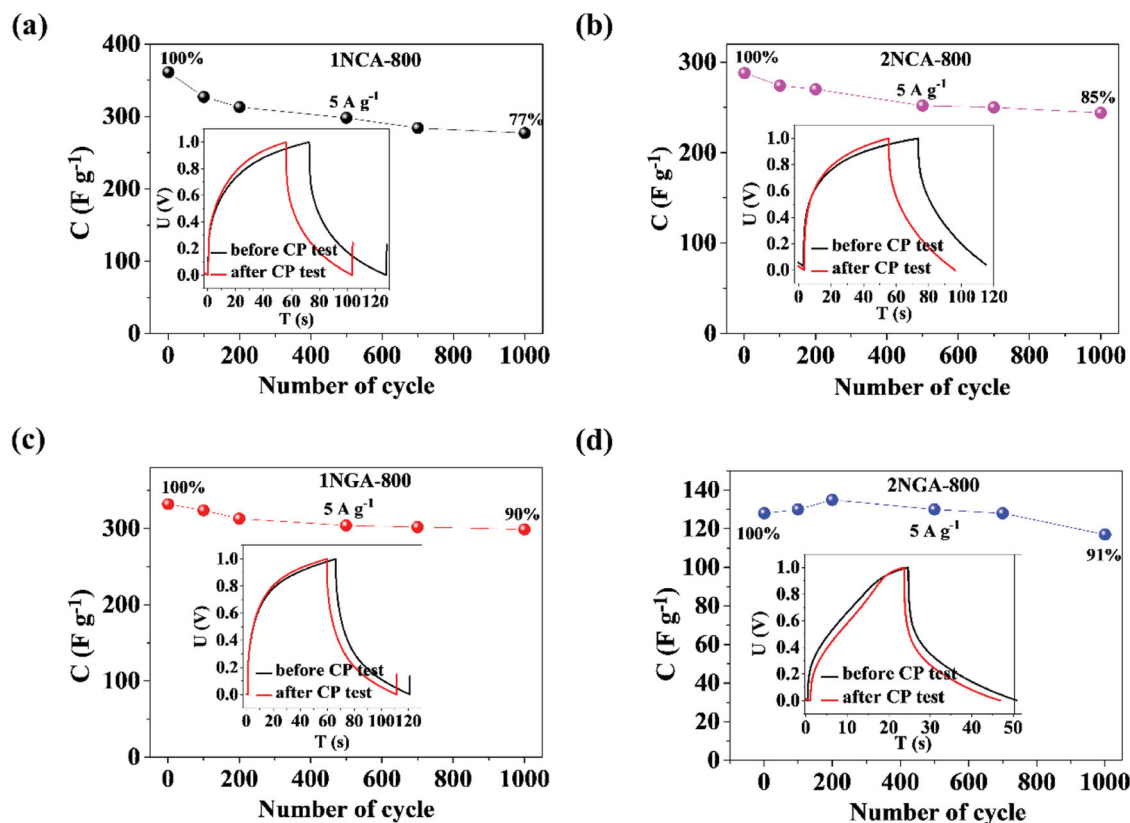 (a)
1NCA-800
100%
5 A g-1
77%
before CP test
after CP test
U (V)
1.0
0.8
0.6
0.4
0.2
0.0
0 20 40 60 80 100 120
T (s)
C (F g-1)
400
300
200
100
0
0 200 400 600 800 1000
Number of cycle
(b)
2NCA-800
100%
5 A g-1
85%
before CP test
after CP test
U (V)
1.0
0.8
0.6
0.4
0.2
0.0
0 20 40 60 80 100 120
T (s)
C (F g-1)
300
250
200
150
100
50
0
0 200 400 600 800 1000
Number of cycle
(c)
1NGA-800
100%
5 A g-1
90%
before CP test
after CP test
U (V)
1.0
0.8
0.6
0.4
0.2
0.0
0 20 40 60 80 100 120
T (s)
C (F g-1)
300
200
100
0
0 200 400 600 800 1000
Number of cycle
(d)
2NGA-800
100%
5 A g-1
91%
before CP test
after CP test
U (V)
1.0
0.8
0.6
0.4
0.2
0.0
0 10 20 30 40 50
T (s)
C (F g-1)
140
120
100
80
60
40
20
0
0 200 400 600 800 1000
Number of cycle